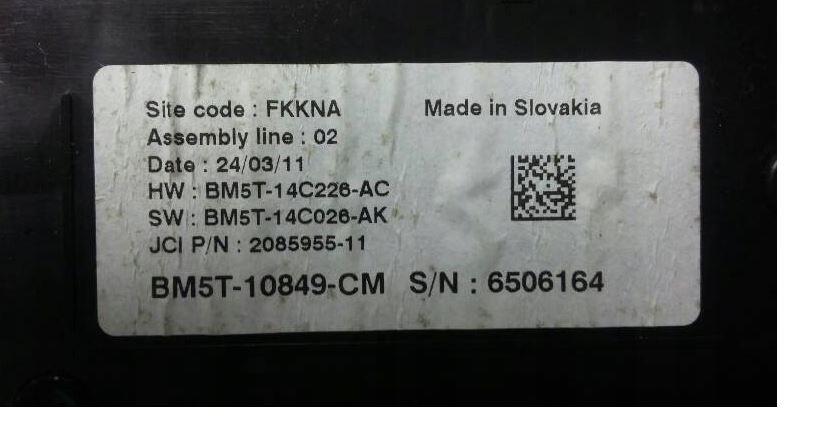 Site code : FKKNA
Made in Slovakia
Assembly line : 02
Date : 24/03/11
HW : BM5T-14C226-AC
SW : BM5T-14C026-AK
JCI P/N : 2085955-11
BM5T-10849-CM S/N : 6506164